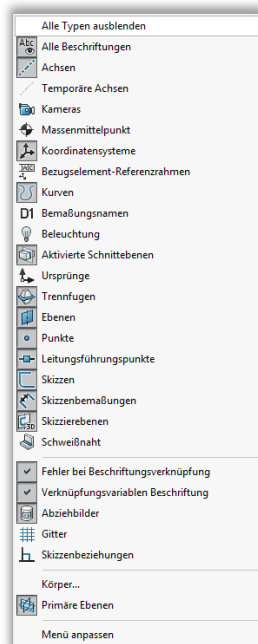 Alle Typen ausblenden
Abc Alle Beschriftungen
Achsen
Temporäre Achsen
Kameras
Massenmittelpunkt
Koordinatensysteme
Bezugselement-Referenzrahmen
Kurven
D1 Bemaßungsnamen
Beleuchtung
Aktivierte Schnittebenen
Ursprünge
Trennfugen
Ebenen
Punkte
Leitungsführungspunkte
Skizzen
Skizzenbemaßungen
3D Skizzierebenen
Schweißnaht
Fehler bei Beschriftungsverknüpfung
Verknüpfungsvariablen Beschriftung
Abziehbilder
Gitter
Skizzenbeziehungen
Körper...
Primäre Ebenen
Menü anpassen